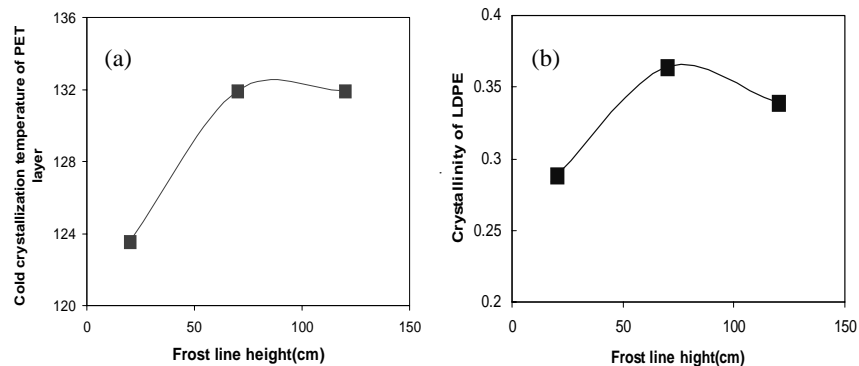 (a)
Cold crystallization temperature of PET
layer
136
132
128
124
120
0 50 100 150
Frost line height(cm)
(b)
Crystallinity of LDPE
0.4
0.35
0.3
0.25
0.2
0 50 100 150
Frost line hight(cm)